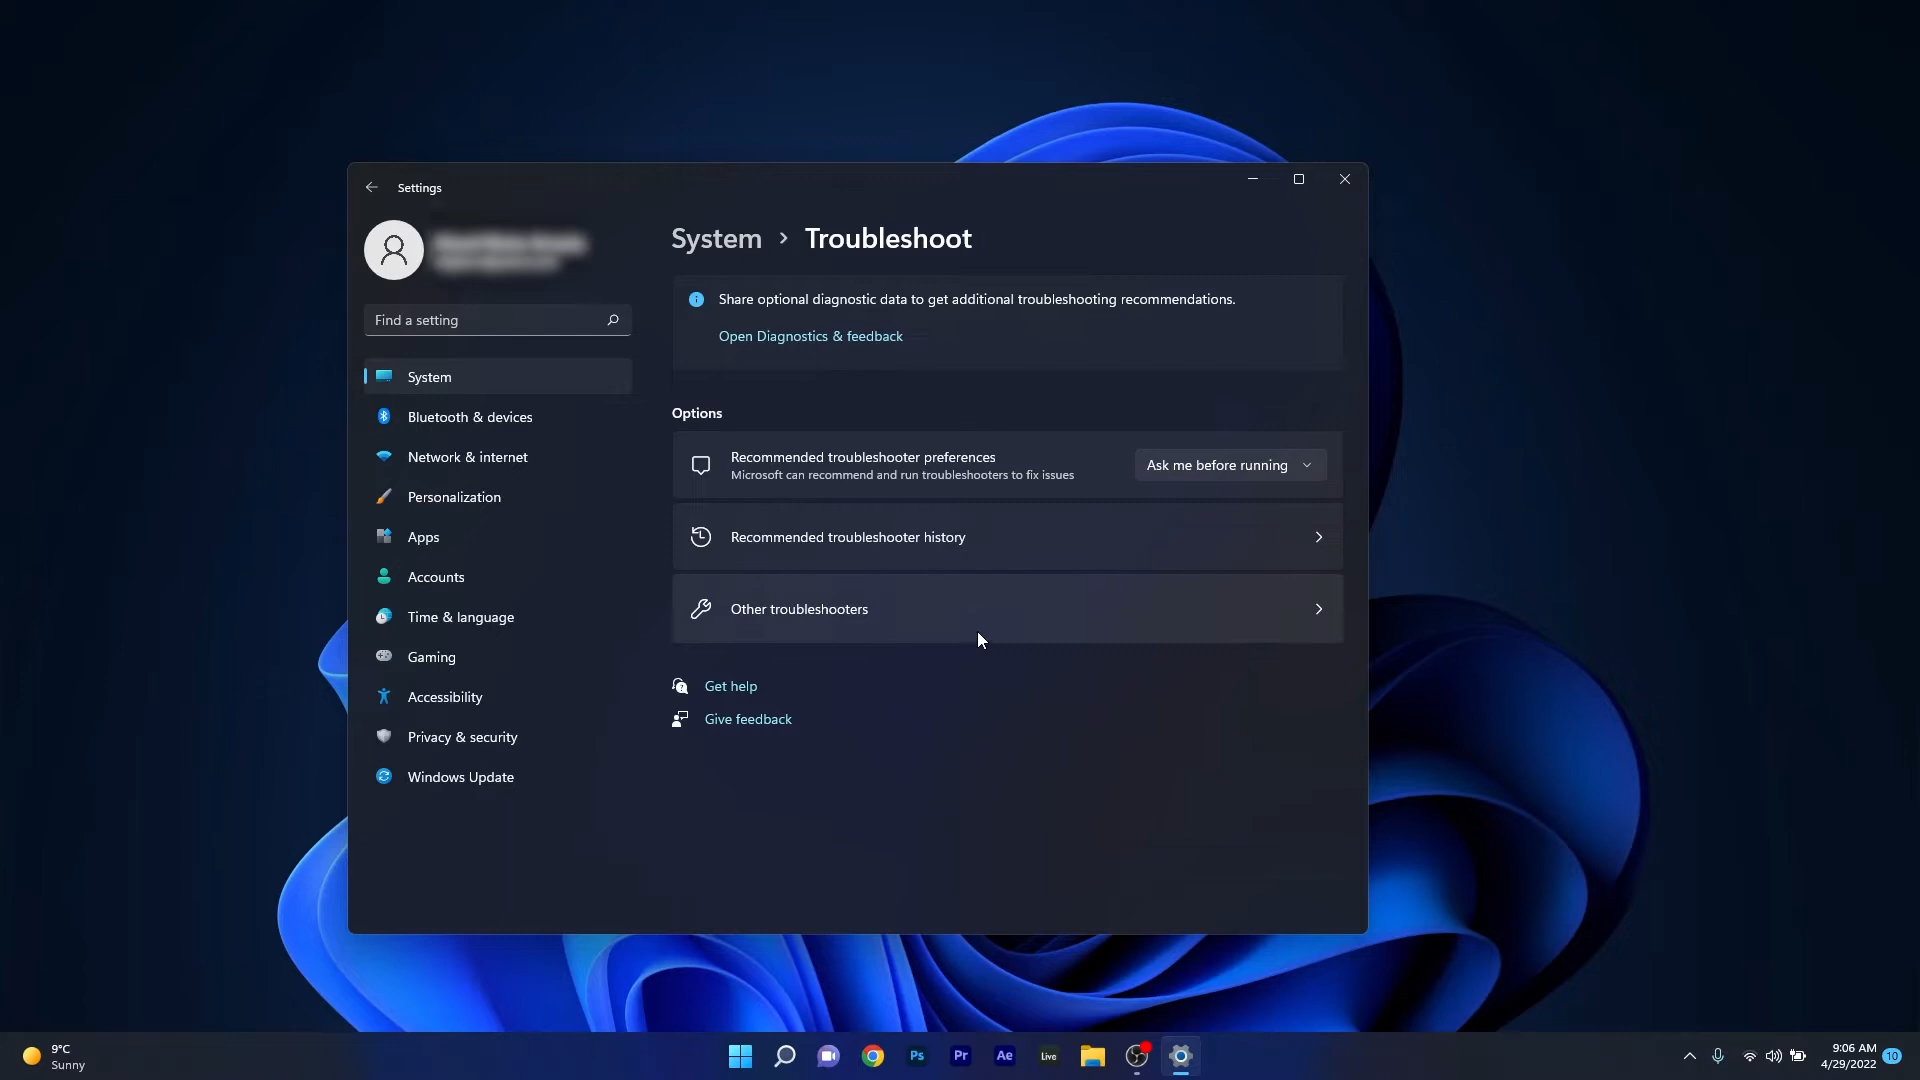 Settings
System > Troubleshoot
Share optional diagnostic data to get additional troubleshooting recommendations.
Open Diagnostics & feedback
Find a setting
System
Bluetooth & devices
Network & internet
Personalization
Apps
Accounts
Time & language
Gaming
Accessibility
Privacy & security
Windows Update
Options
Recommended troubleshooter preferences
Microsoft can recommend and run troubleshooters to fix issues
Ask me before running
Recommended troubleshooter history
Other troubleshooters
Get help
Give feedback
9°C
Sunny
Ps
Pr
Ae
Live
9:06 AM
4/29/2022
10